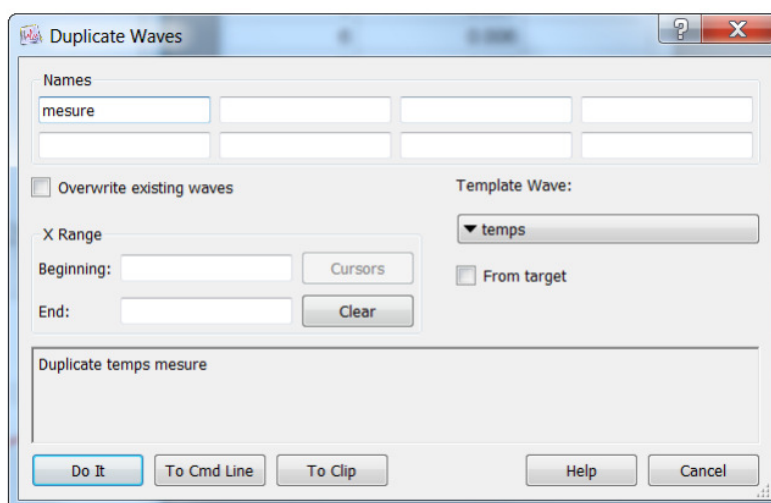 Duplicate Waves
Names
mesure
Overwrite existing waves
Template Wave:
temps
X Range
Beginning:
Cursors
From target
End:
Clear
Duplicate temps mesure
Do It
To Cmd Line
To Clip
Help
Cancel